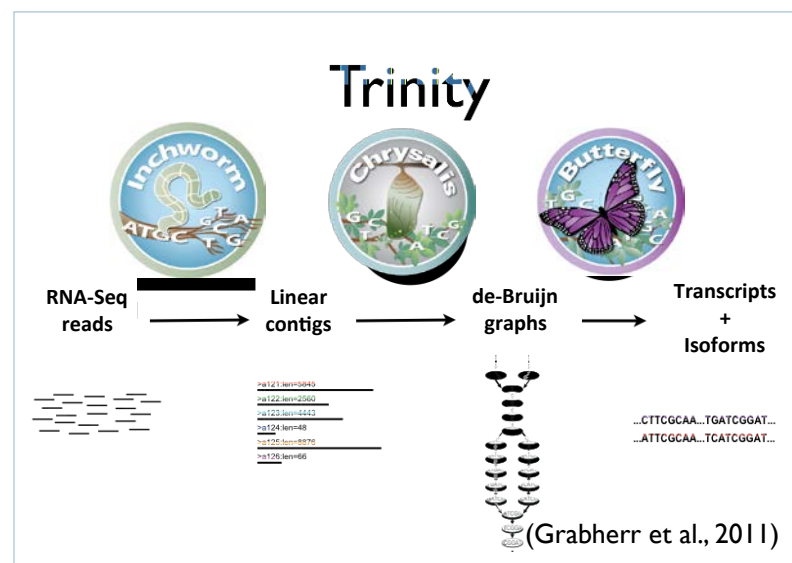 Trinity
Inchworm
ATGC
T
G
C
C
T
A
G
Chrysalis
G
T
C
A
A
T
C
G
Butterfly
T
G
C
A
RNA-Seq
reads
Linear
contigs
de-Bruijn
graphs
Transcripts
+
Isoforms
>a121:len=5845
>a122:len=2560
>a123:len=4443
>a124:len=48
>a125:len=8876
>a126:len=66
...CTTCGCAA...TGATCGGAT...
...ATTCGCAA...TCATCGGAT...
(Grabherr et al., 2011)